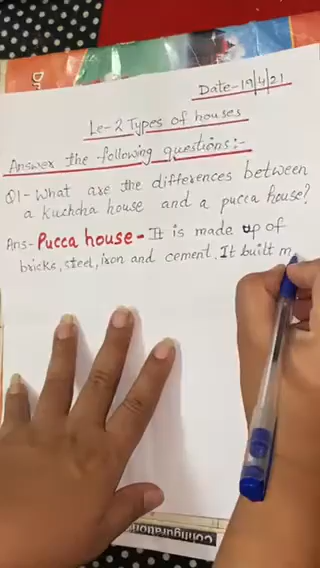 Date-19/4/21
Le-2 Types of houses
Answer the following questions:-
Q1- What are the differences between
a kuchcha house and a pucca house?
Ans- Pucca house - It is made up of
bricks, steel, iron and cement. It built m
Configuration